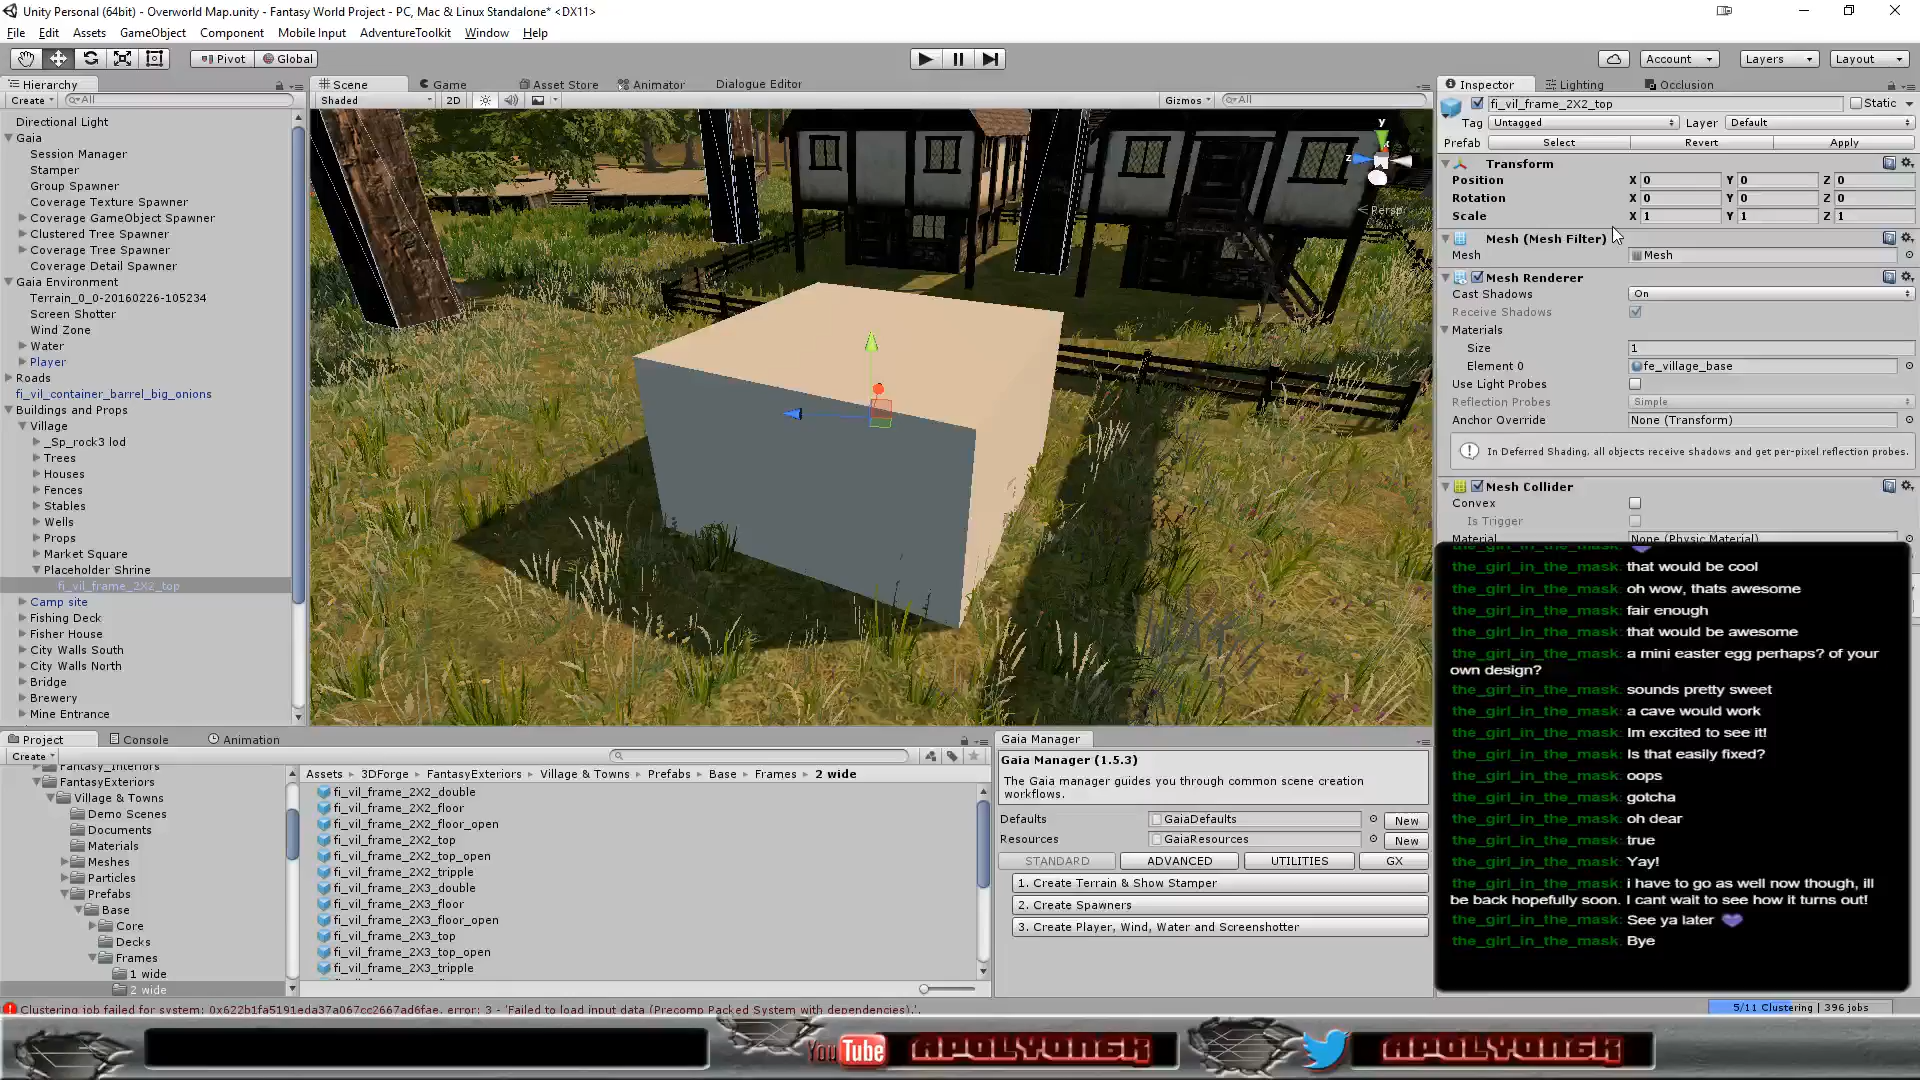 Unity Personal (64bit) - Overworld Map.unity - Fantasy World Project - PC, Mac & Linux Standalone* <DX11>
File Edit Assets GameObject Component Mobile Input AdventureToolkit Window Help
Pivot Global Account Layers Layout
Hierarchy
Create All
Directional Light
Gaia
Session Manager
Stamper
Group Spawner
Coverage Texture Spawner
Coverage GameObject Spawner
Clustered Tree Spawner
Coverage Tree Spawner
Coverage Detail Spawner
Gaia Environment
Terrain_0_0-20160226-105234
Screen Shotter
Wind Zone
Water
Player
Roads
fi_vil_container_barrel_big_onions
Buildings and Props
Village
_Sp_rock3 lod
Trees
Houses
Fences
Stables
Wells
Props
Market Square
Placeholder Shrine
fi_vil_frame_2X2_top
Camp site
Fishing Deck
Fisher House
City Walls South
City Walls North
Bridge
Brewery
Mine Entrance
Scene Game Asset Store Animator Dialogue Editor
Shaded 2D Gizmos All
y
x
z
Persp
Inspector Lighting Occlusion
fi_vil_frame_2X2_top Static
Tag Untagged Layer Default
Prefab Select Revert Apply
Transform
Position X 0 Y 0 Z 0
Rotation X 0 Y 0 Z 0
Scale X 1 Y 1 Z 1
Mesh (Mesh Filter)
Mesh Mesh
Mesh Renderer
Cast Shadows On
Receive Shadows
Materials
Size 1
Element 0 fe_village_base
Use Light Probes
Reflection Probes Simple
Anchor Override None (Transform)
In Deferred Shading, all objects receive shadows and get per-pixel reflection probes.
Mesh Collider
Convex
Is Trigger
Material None (Physic Material)
the_girl_in_the_mask: 💜
the_girl_in_the_mask: that would be cool
the_girl_in_the_mask: oh wow, thats awesome
the_girl_in_the_mask: fair enough
the_girl_in_the_mask: that would be awesome
the_girl_in_the_mask: a mini easter egg perhaps? of your
own design?
the_girl_in_the_mask: sounds pretty sweet
the_girl_in_the_mask: a cave would work
the_girl_in_the_mask: Im excited to see it!
the_girl_in_the_mask: Is that easily fixed?
the_girl_in_the_mask: oops
the_girl_in_the_mask: gotcha
the_girl_in_the_mask: oh dear
the_girl_in_the_mask: true
the_girl_in_the_mask: Yay!
the_girl_in_the_mask: i have to go as well now though, ill
be back hopefully soon. I cant wait to see how it turns out!
the_girl_in_the_mask: See ya later 💜
the_girl_in_the_mask: Bye
Project Console Animation
Create
Fantasy_Interiors
FantasyExteriors
Village & Towns
Demo Scenes
Documents
Materials
Meshes
Particles
Prefabs
Base
Core
Decks
Frames
1 wide
2 wide
Assets 3DForge FantasyExteriors Village & Towns Prefabs Base Frames 2 wide
fi_vil_frame_2X2_double
fi_vil_frame_2X2_floor
fi_vil_frame_2X2_floor_open
fi_vil_frame_2X2_top
fi_vil_frame_2X2_top_open
fi_vil_frame_2X2_tripple
fi_vil_frame_2X3_double
fi_vil_frame_2X3_floor
fi_vil_frame_2X3_floor_open
fi_vil_frame_2X3_top
fi_vil_frame_2X3_top_open
fi_vil_frame_2X3_tripple
Gaia Manager
Gaia Manager (1.5.3)
The Gaia manager guides you through common scene creation
workflows.
Defaults GaiaDefaults New
Resources GaiaResources New
STANDARD ADVANCED UTILITIES GX
1. Create Terrain & Show Stamper
2. Create Spawners
3. Create Player, Wind, Water and Screenshotter
Clustering job failed for system: 0x622b1fa5191eda37a067cc2667ad6fae, error: 3 - 'Failed to load input data (Precomp Packed System with dependencies).'.
5/11 Clustering | 396 jobs
YouTube APOLYONGK APOLYONGK